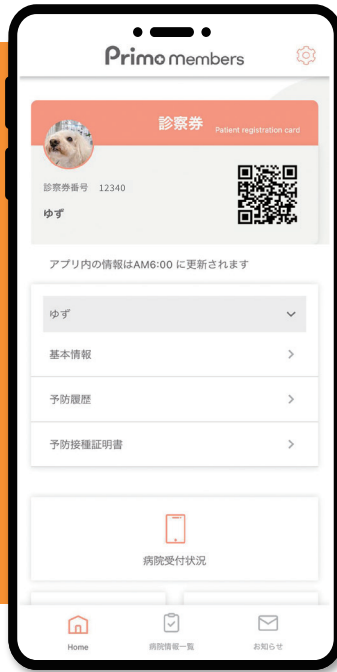 Primo members
診察券 Patient registration card
診察券番号 12340
ゆず
アプリ内の情報はAM6:00 に更新されます
ゆず
基本情報
予防履歴
予防接種証明書
病院受付状況
Home 病院情報一覧 お知らせ